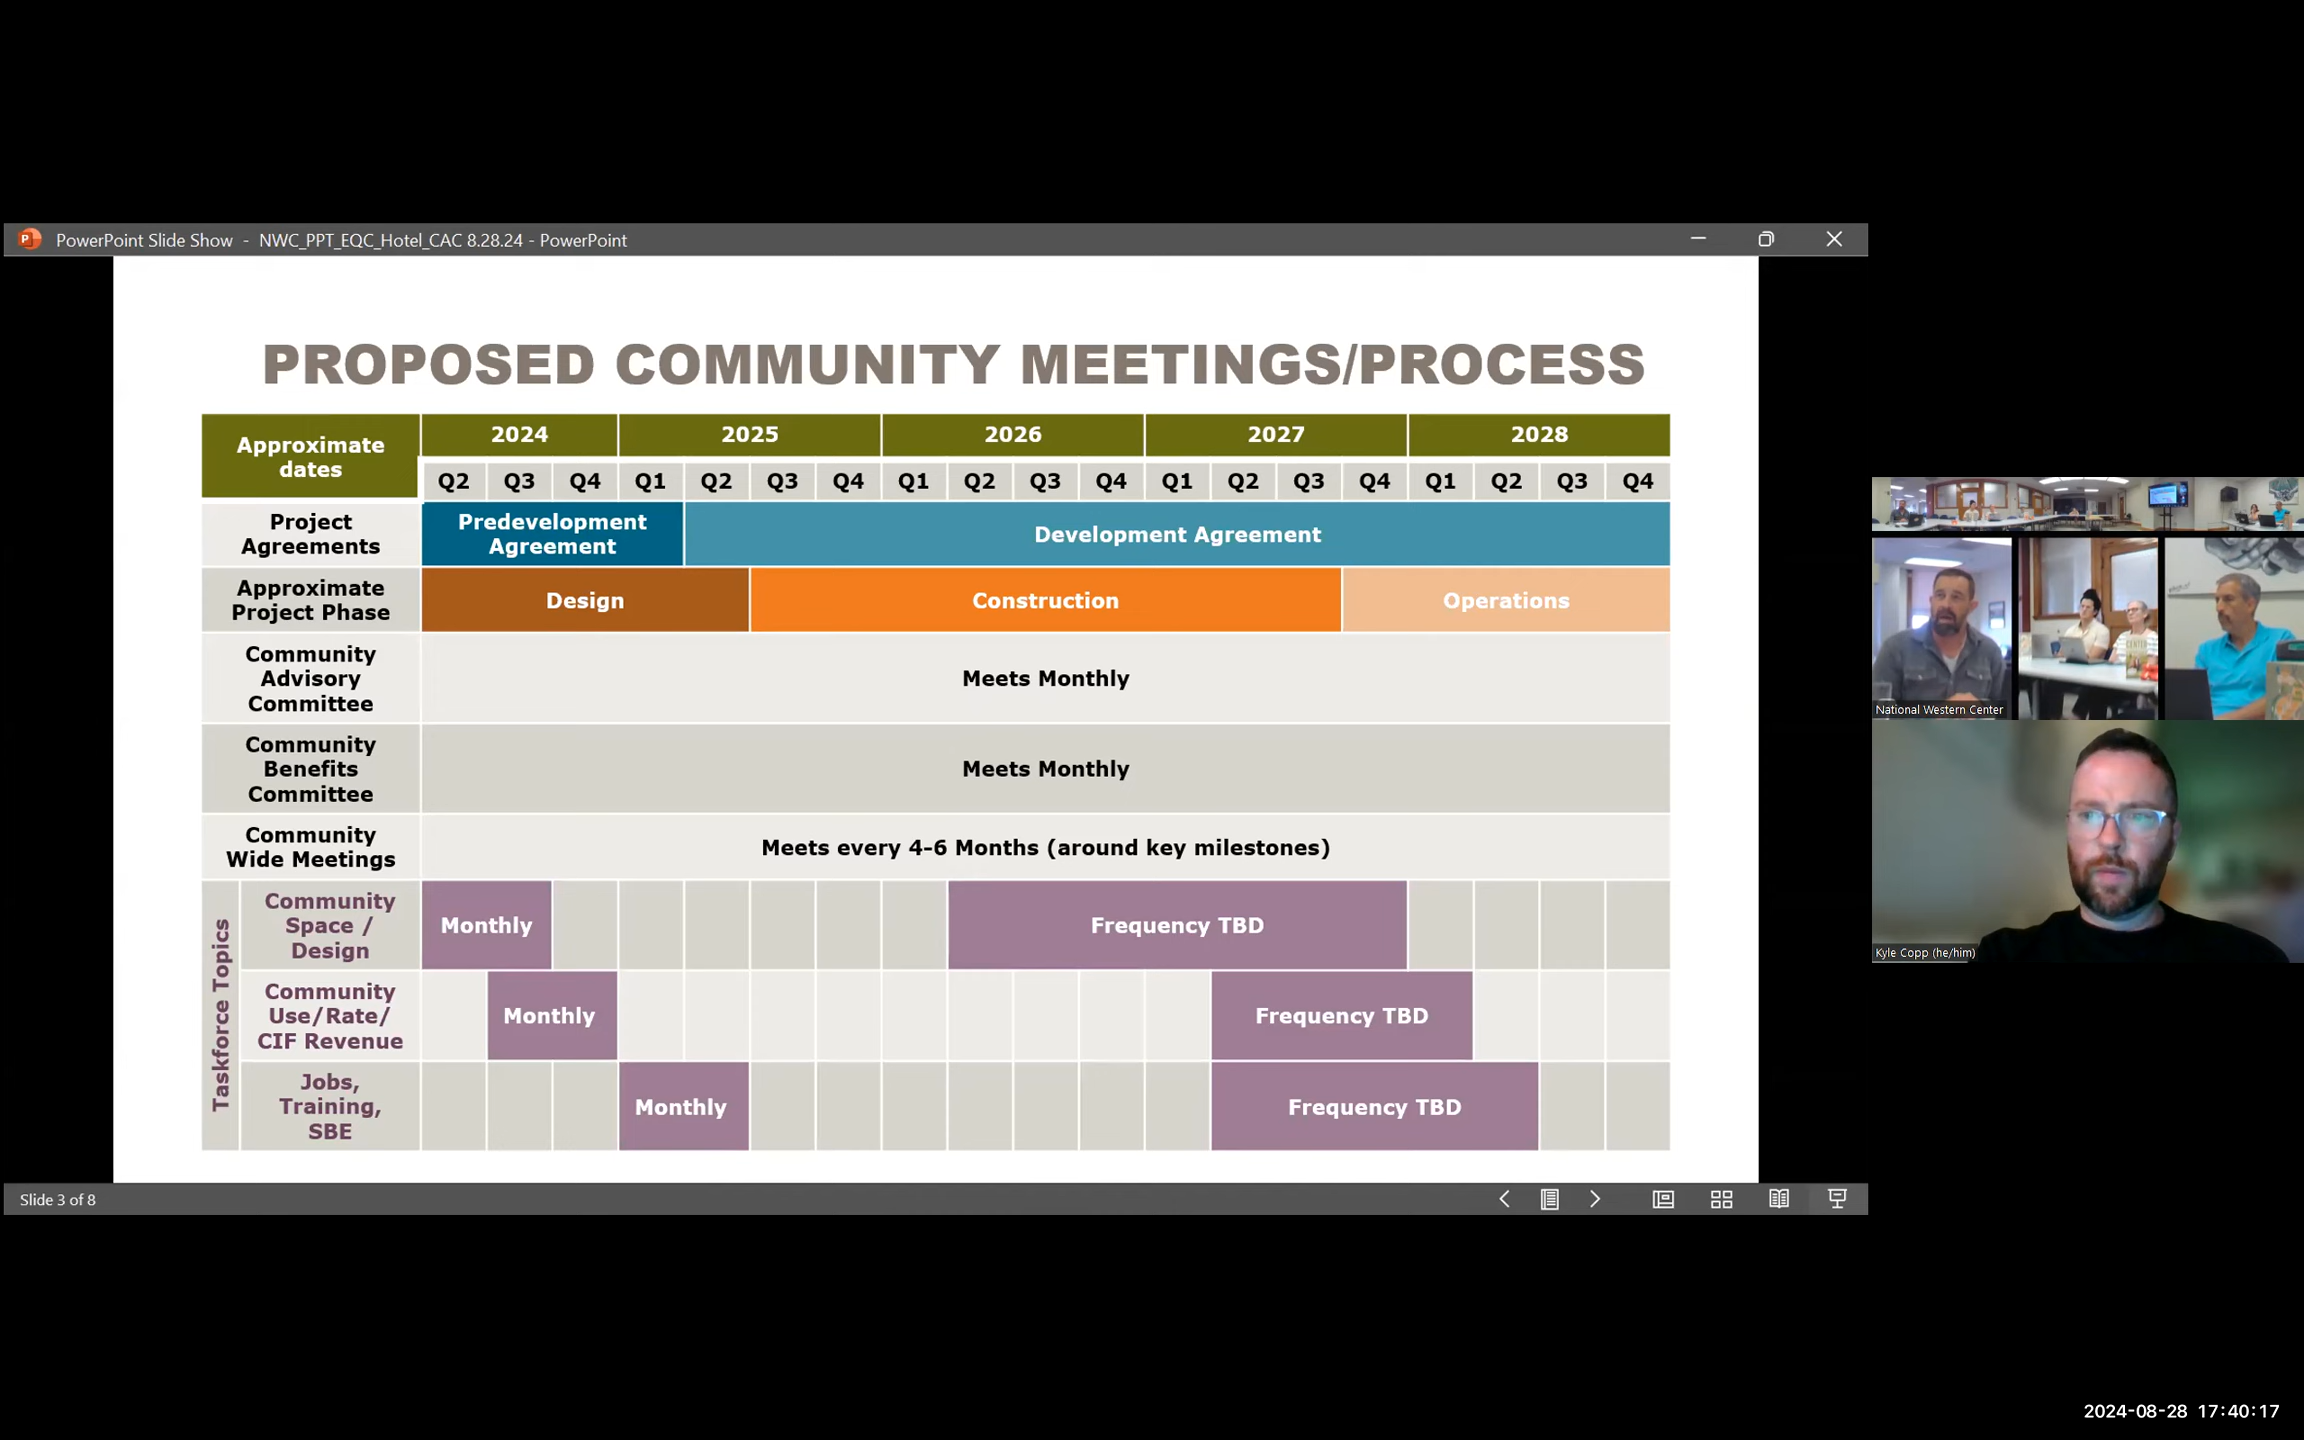 PowerPoint Slide Show - NWC_PPT_EQC_Hotel_CAC 8.28.24 - PowerPoint
PROPOSED COMMUNITY MEETINGS/PROCESS
Approximate
dates
2024 2025 2026 2027 2028
Q2 Q3 Q4 Q1 Q2 Q3 Q4 Q1 Q2 Q3 Q4 Q1 Q2 Q3 Q4 Q1 Q2 Q3 Q4
Project
Agreements
Predevelopment
Agreement
Development Agreement
Approximate
Project Phase
Design
Construction
Operations
Community
Advisory
Committee
Meets Monthly
Community
Benefits
Committee
Meets Monthly
Community
Wide Meetings
Meets every 4-6 Months (around key milestones)
Taskforce Topics
Community
Space /
Design
Monthly
Frequency TBD
Community
Use/Rate/
CIF Revenue
Monthly
Frequency TBD
Jobs,
Training,
SBE
Monthly
Frequency TBD
Slide 3 of 8
National Western Center
Kyle Copp (he/him)
2024-08-28 17:40:17